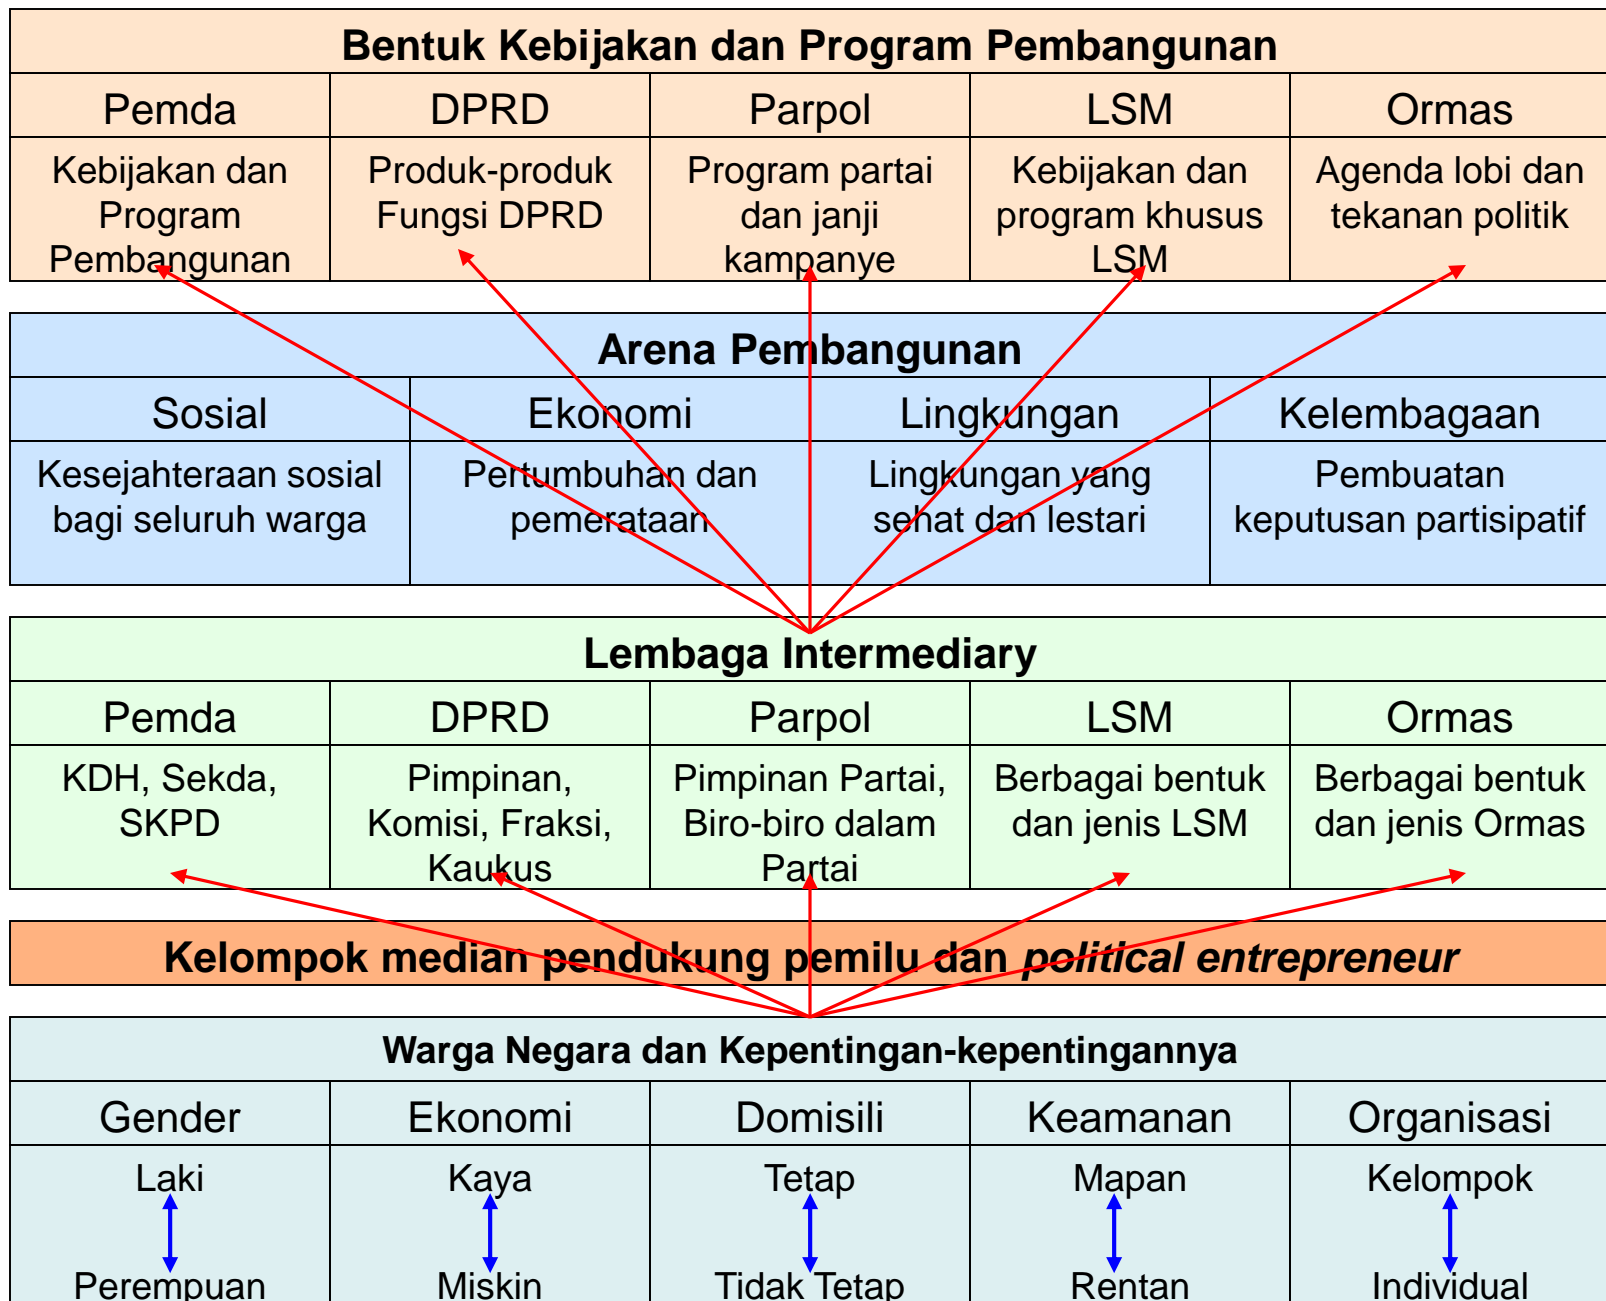 Bentuk Kebijakan dan Program Pembangunan
Pemda
DPRD
Parpol
LSM
Ormas
Kebijakan dan
Program
Pembangunan
Produk-produk
Fungsi DPRD
Program partai
dan janji
kampanye
Kebijakan dan
program khusus
LSM
Agenda lobi dan
tekanan politik
Arena Pembangunan
Sosial
Ekonomi
Lingkungan
Kelembagaan
Kesejahteraan sosial
bagi seluruh warga
Pertumbuhan dan
pemerataan
Lingkungan yang
sehat dan lestari
Pembuatan
keputusan partisipatif
Lembaga Intermediary
Pemda
DPRD
Parpol
LSM
Ormas
KDH, Sekda,
SKPD
Pimpinan,
Komisi, Fraksi,
Kaukus
Pimpinan Partai,
Biro-biro dalam
Partai
Berbagai bentuk
dan jenis LSM
Berbagai bentuk
dan jenis Ormas
Kelompok median pendukung pemilu dan political entrepreneur
Warga Negara dan Kepentingan-kepentingannya
Gender
Ekonomi
Domisili
Keamanan
Organisasi
Laki
Kaya
Tetap
Mapan
Kelompok
Perempuan
Miskin
Tidak Tetap
Rentan
Individual